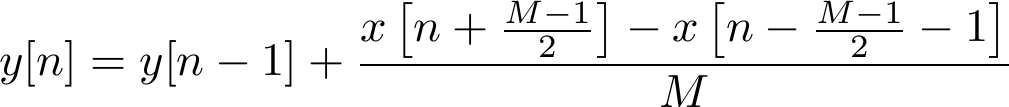 y[n] = y[n − 1] + \frac{x\left[n + \frac{M−1}{2}\right] − x\left[n − \frac{M−1}{2} − 1\right]}{M}